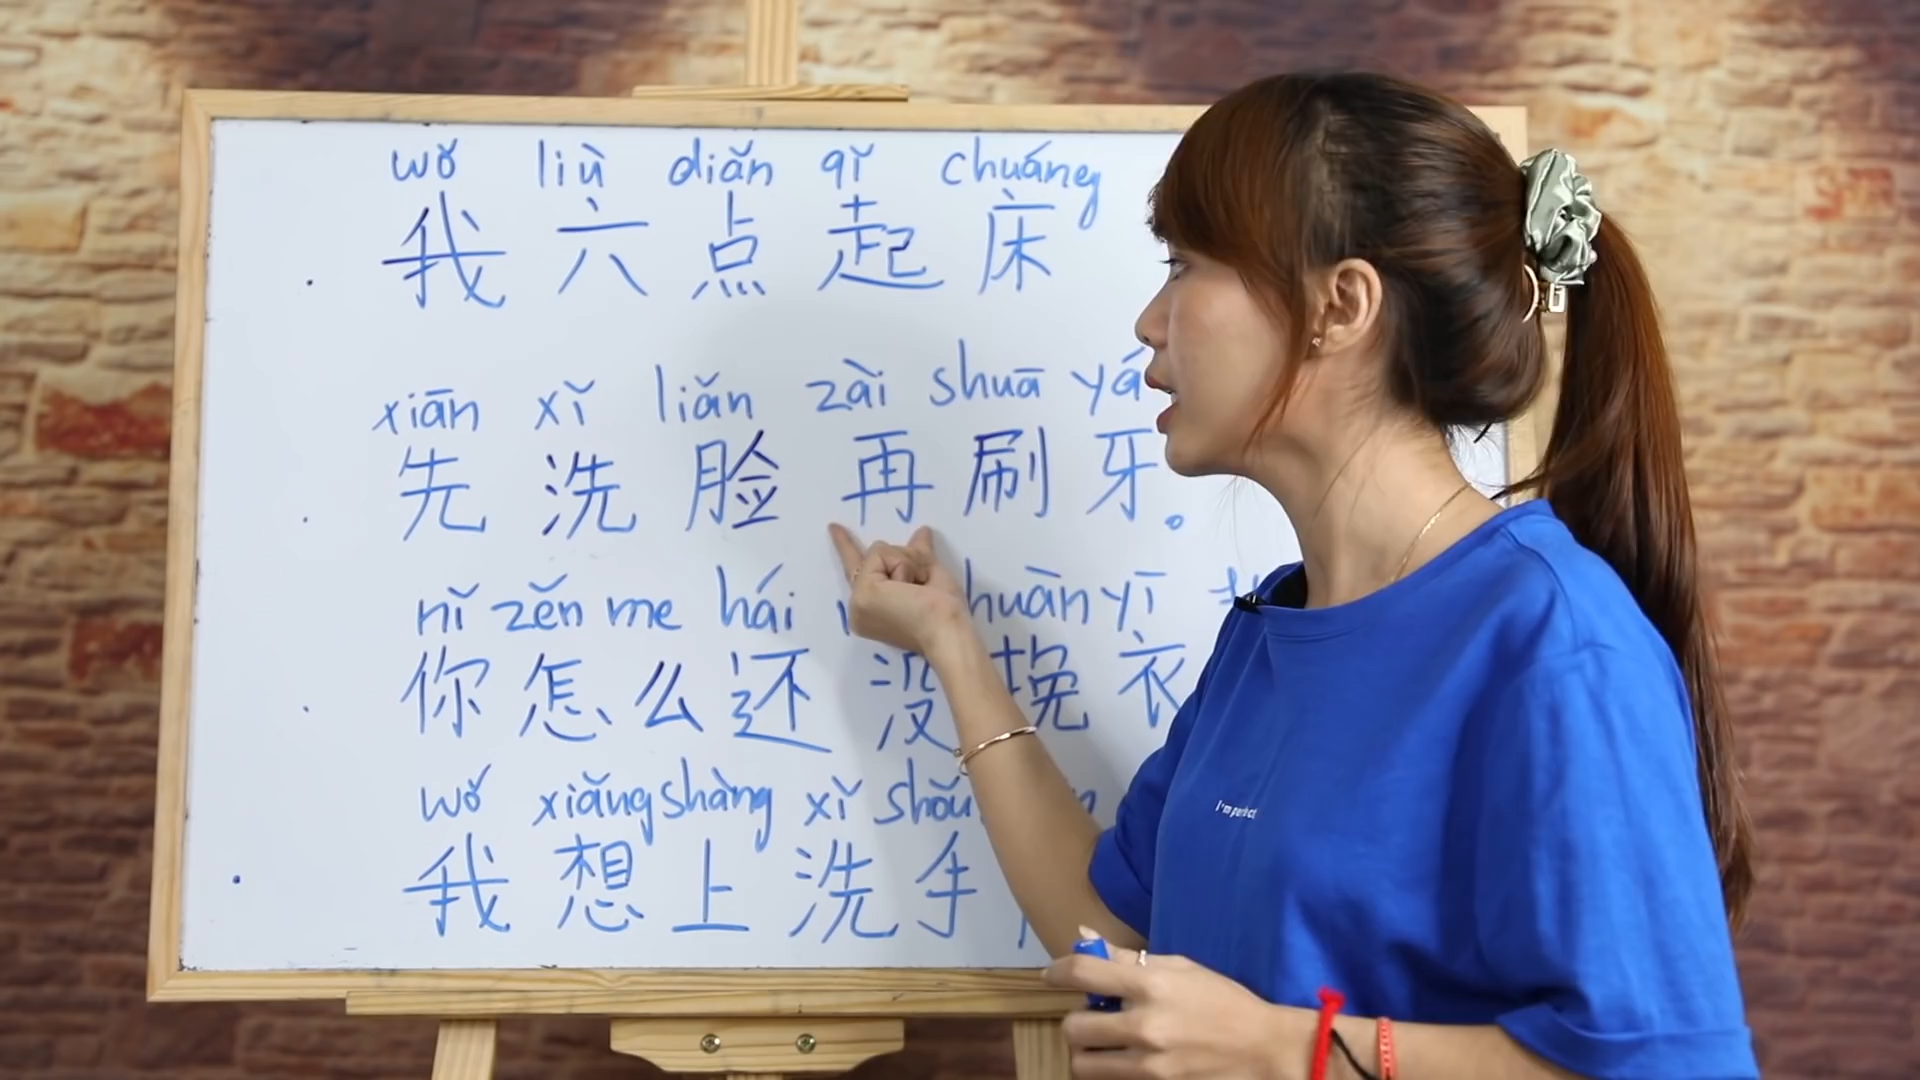 wǒ liù diǎn qǐ chuáng
我 六 点 起 床
xiān xǐ liǎn zài shuā yá
先 洗 脸 再 刷 牙。
nǐ zěn me hái huàn yī
你 怎 么 还 没 换 衣
wǒ xiǎng shàng xǐ shǒu
我 想 上 洗 手